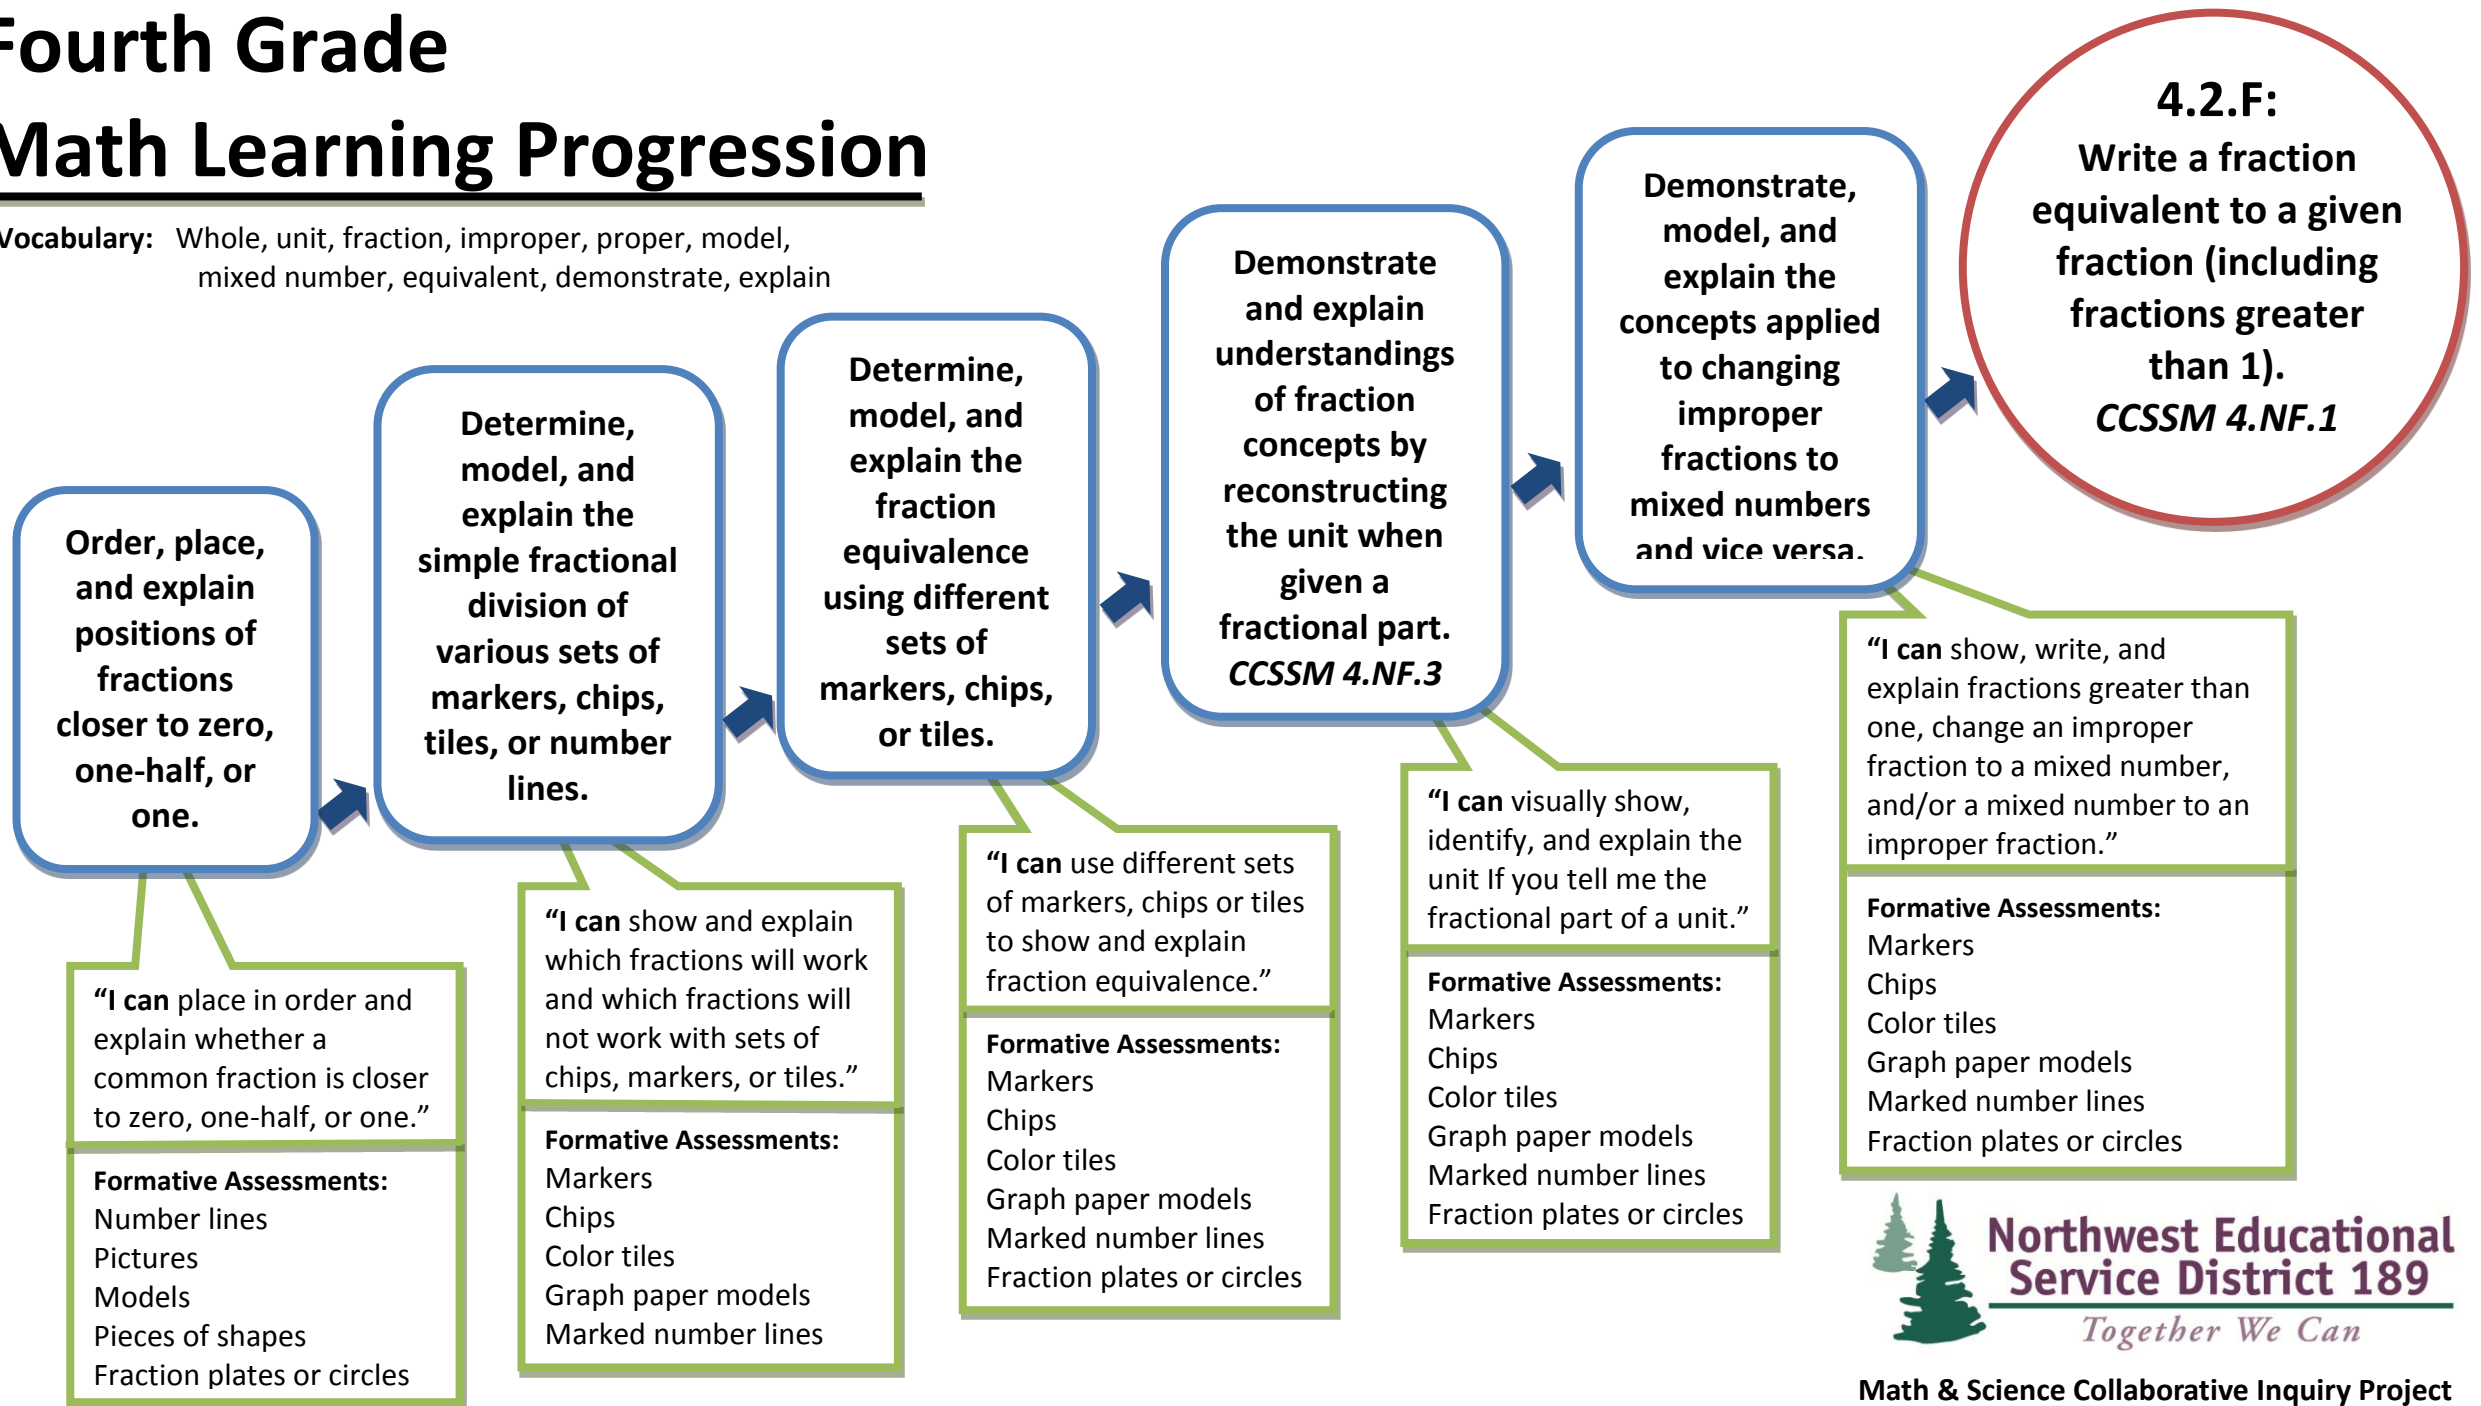 Fourth Grade
Math Learning Progression
Vocabulary: Whole, unit, fraction, improper, proper, model,
mixed number, equivalent, demonstrate, explain
Order, place,
and explain
positions of
fractions
closer to zero,
one-half, or
one.
“I can place in order and
explain whether a
common fraction is closer
to zero, one-half, or one.”
Formative Assessments:
Number lines
Pictures
Models
Pieces of shapes
Fraction plates or circles
Determine,
model, and
explain the
simple fractional
division of
various sets of
markers, chips,
tiles, or number
lines.
“I can show and explain
which fractions will work
and which fractions will
not work with sets of
chips, markers, or tiles.”
Formative Assessments:
Markers
Chips
Color tiles
Graph paper models
Marked number lines
Determine,
model, and
explain the
fraction
equivalence
using different
sets of
markers, chips,
or tiles.
“I can use different sets
of markers, chips or tiles
to show and explain
fraction equivalence.”
Formative Assessments:
Markers
Chips
Color tiles
Graph paper models
Marked number lines
Fraction plates or circles
Demonstrate
and explain
understandings
of fraction
concepts by
reconstructing
the unit when
given a
fractional part.
CCSSM 4.NF.3
“I can visually show,
identify, and explain the
unit If you tell me the
fractional part of a unit.”
Formative Assessments:
Markers
Chips
Color tiles
Graph paper models
Marked number lines
Fraction plates or circles
Demonstrate,
model, and
explain the
concepts applied
to changing
improper
fractions to
mixed numbers
and vice versa.
“I can show, write, and
explain fractions greater than
one, change an improper
fraction to a mixed number,
and/or a mixed number to an
improper fraction.”
Formative Assessments:
Markers
Chips
Color tiles
Graph paper models
Marked number lines
Fraction plates or circles
4.2.F:
Write a fraction
equivalent to a given
fraction (including
fractions greater
than 1).
CCSSM 4.NF.1
Northwest Educational
Service District 189
Together We Can
Math & Science Collaborative Inquiry Project